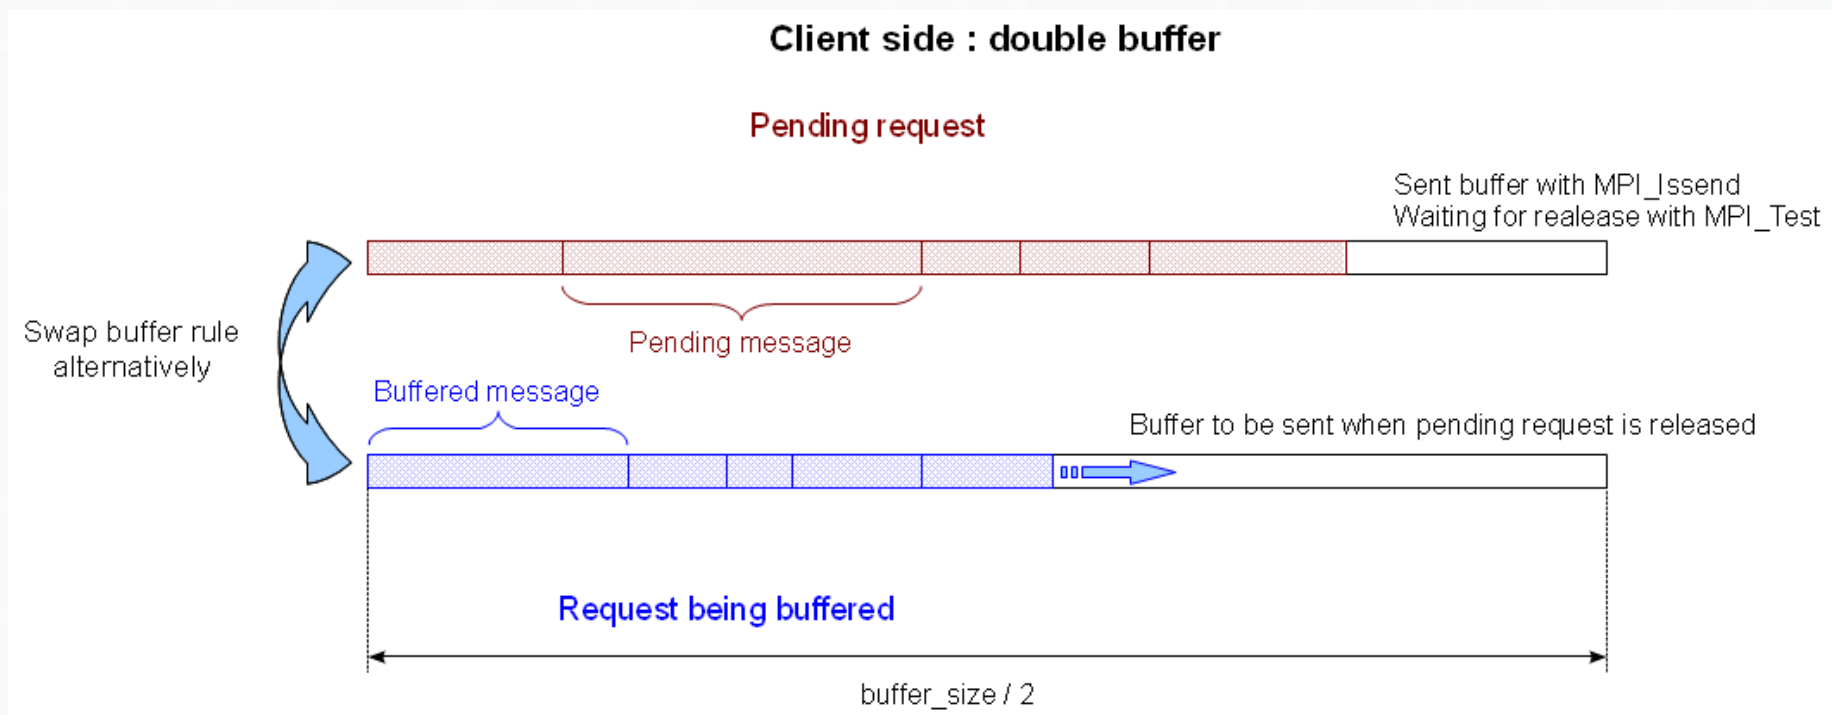 Client side : double buffer
Pending request
Sent buffer with MPI_Issend
Waiting for realease with MPI_Test
Swap buffer rule
alternatively
Pending message
Buffered message
Buffer to be sent when pending request is released
Request being buffered
buffer_size / 2